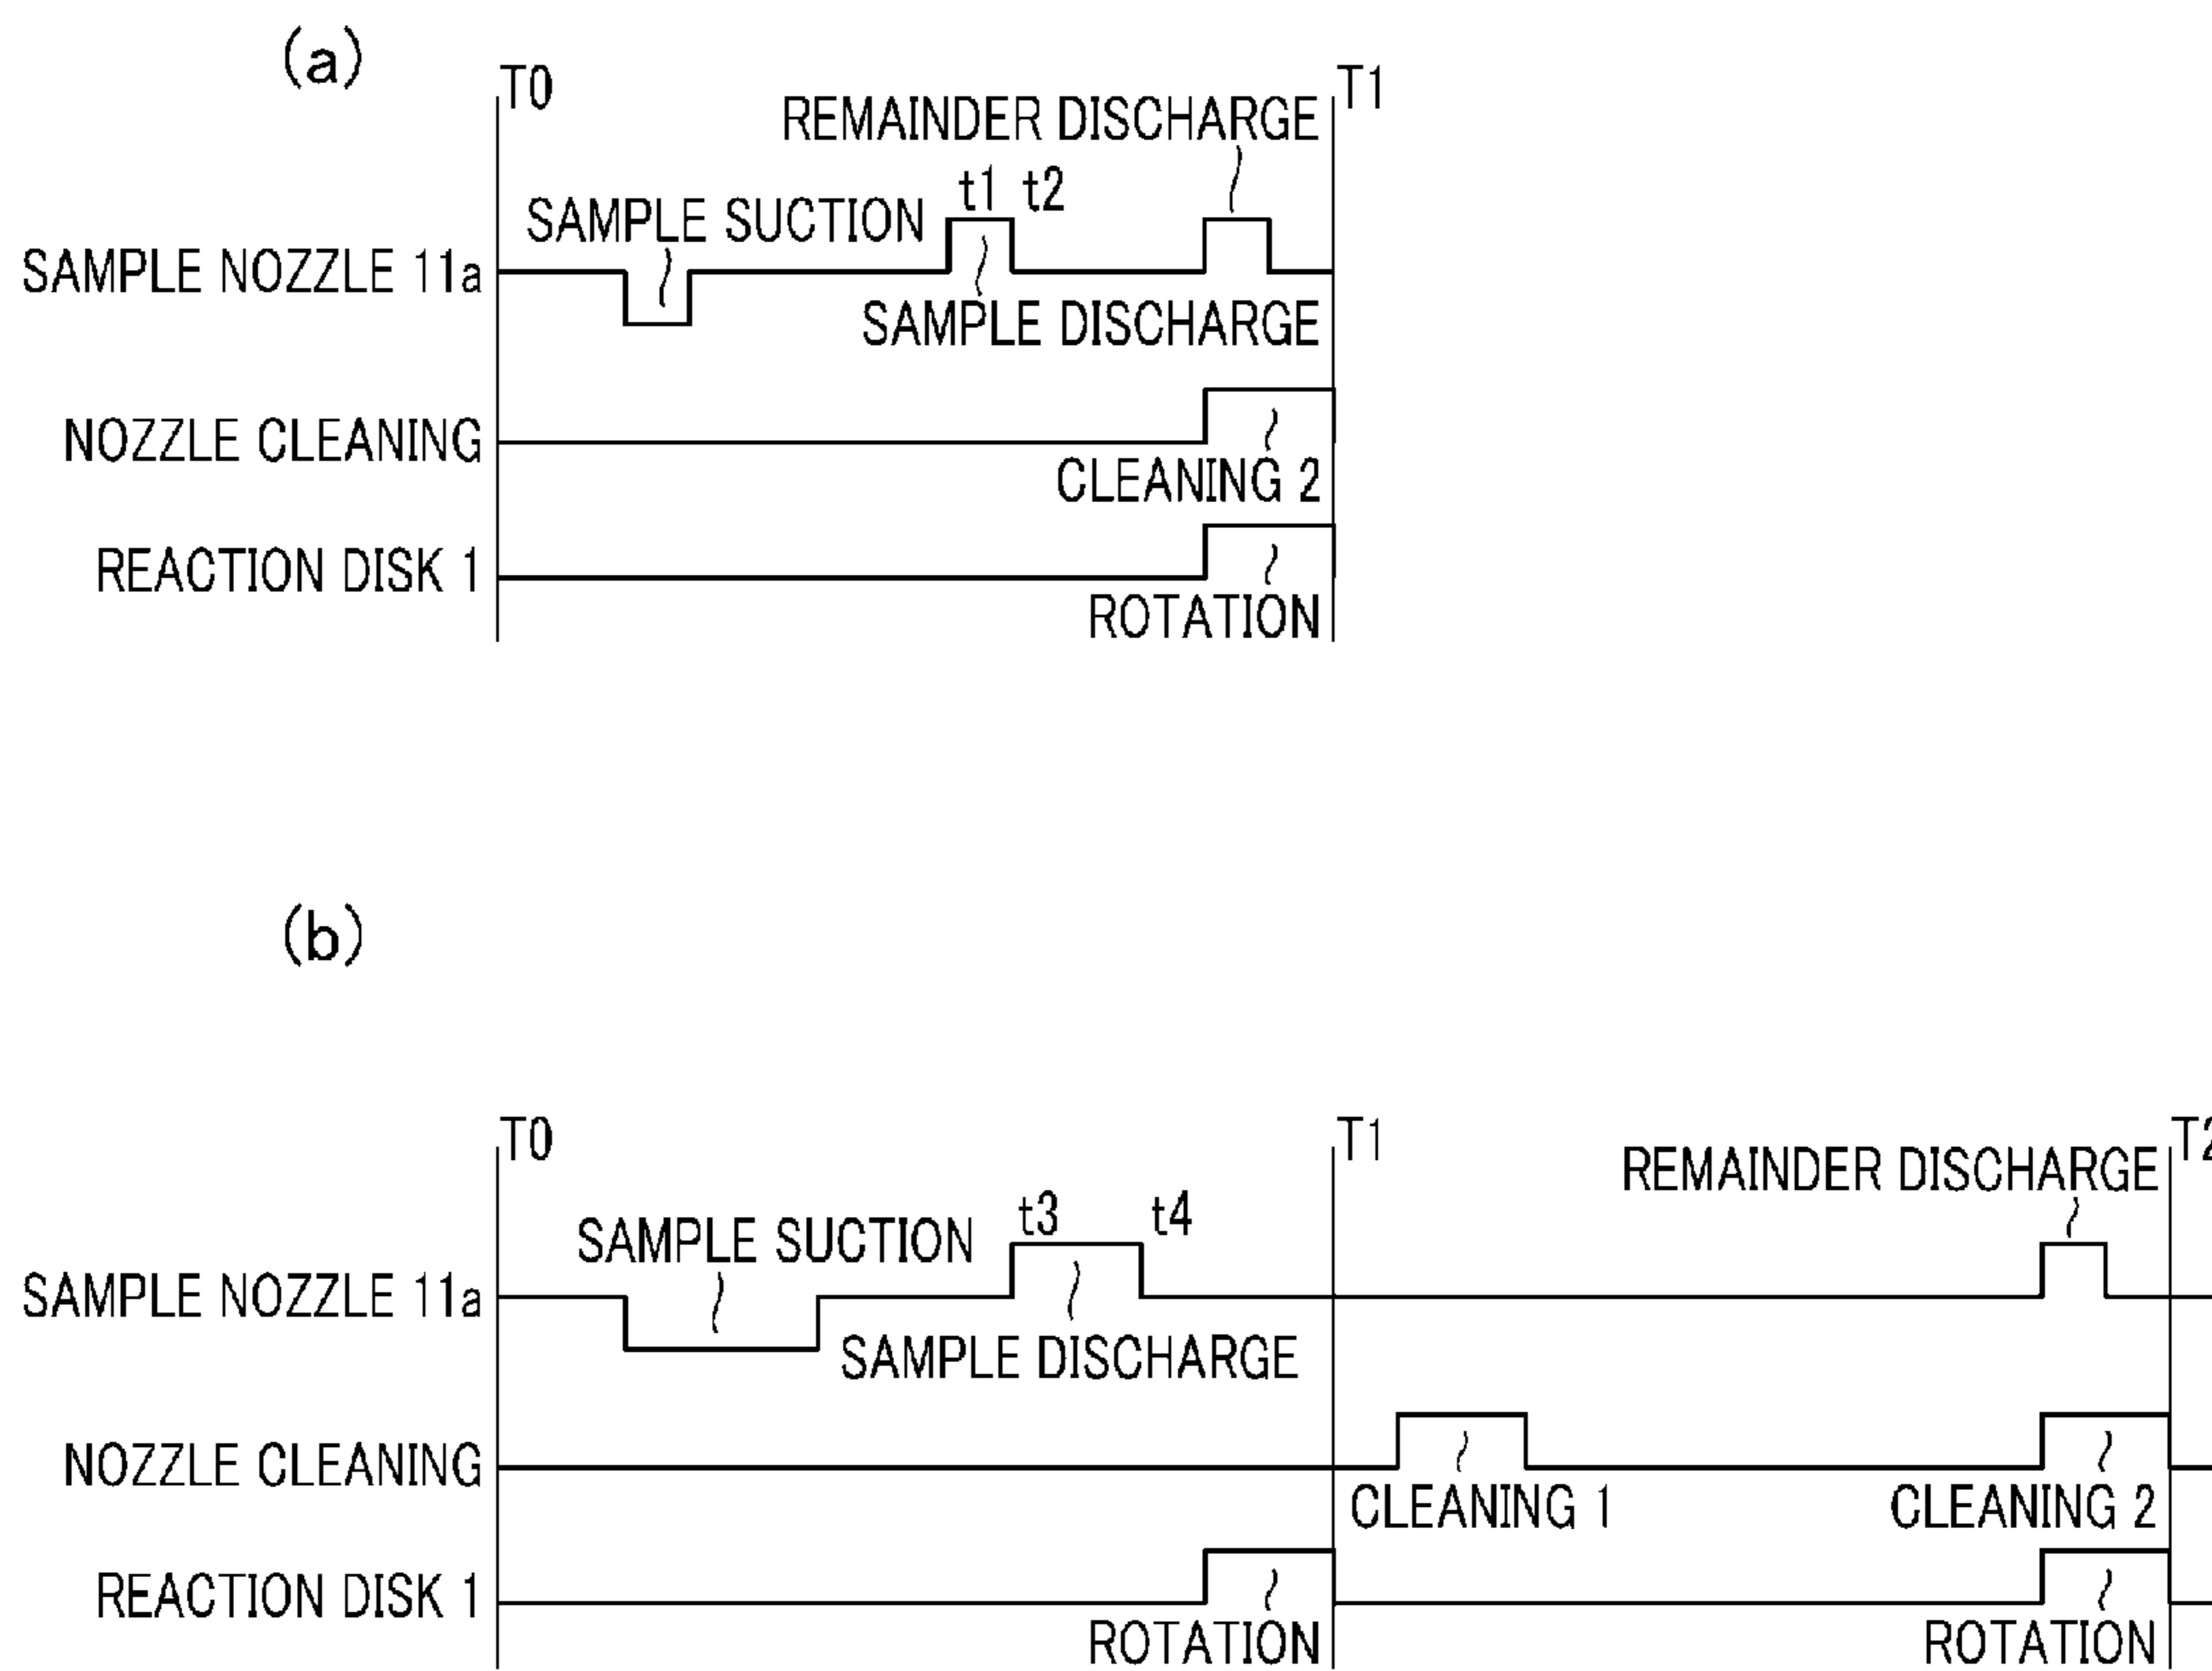 (a)
T0
T1
REMAINDER DISCHARGE
t1 t2
SAMPLE SUCTION
SAMPLE NOZZLE 11a
SAMPLE DISCHARGE
NOZZLE CLEANING
CLEANING 2
REACTION DISK 1
ROTATION
(b)
T0
T1
T2
REMAINDER DISCHARGE
t3 t4
SAMPLE SUCTION
SAMPLE NOZZLE 11a
SAMPLE DISCHARGE
NOZZLE CLEANING
CLEANING 1
CLEANING 2
REACTION DISK 1
ROTATION
ROTATION